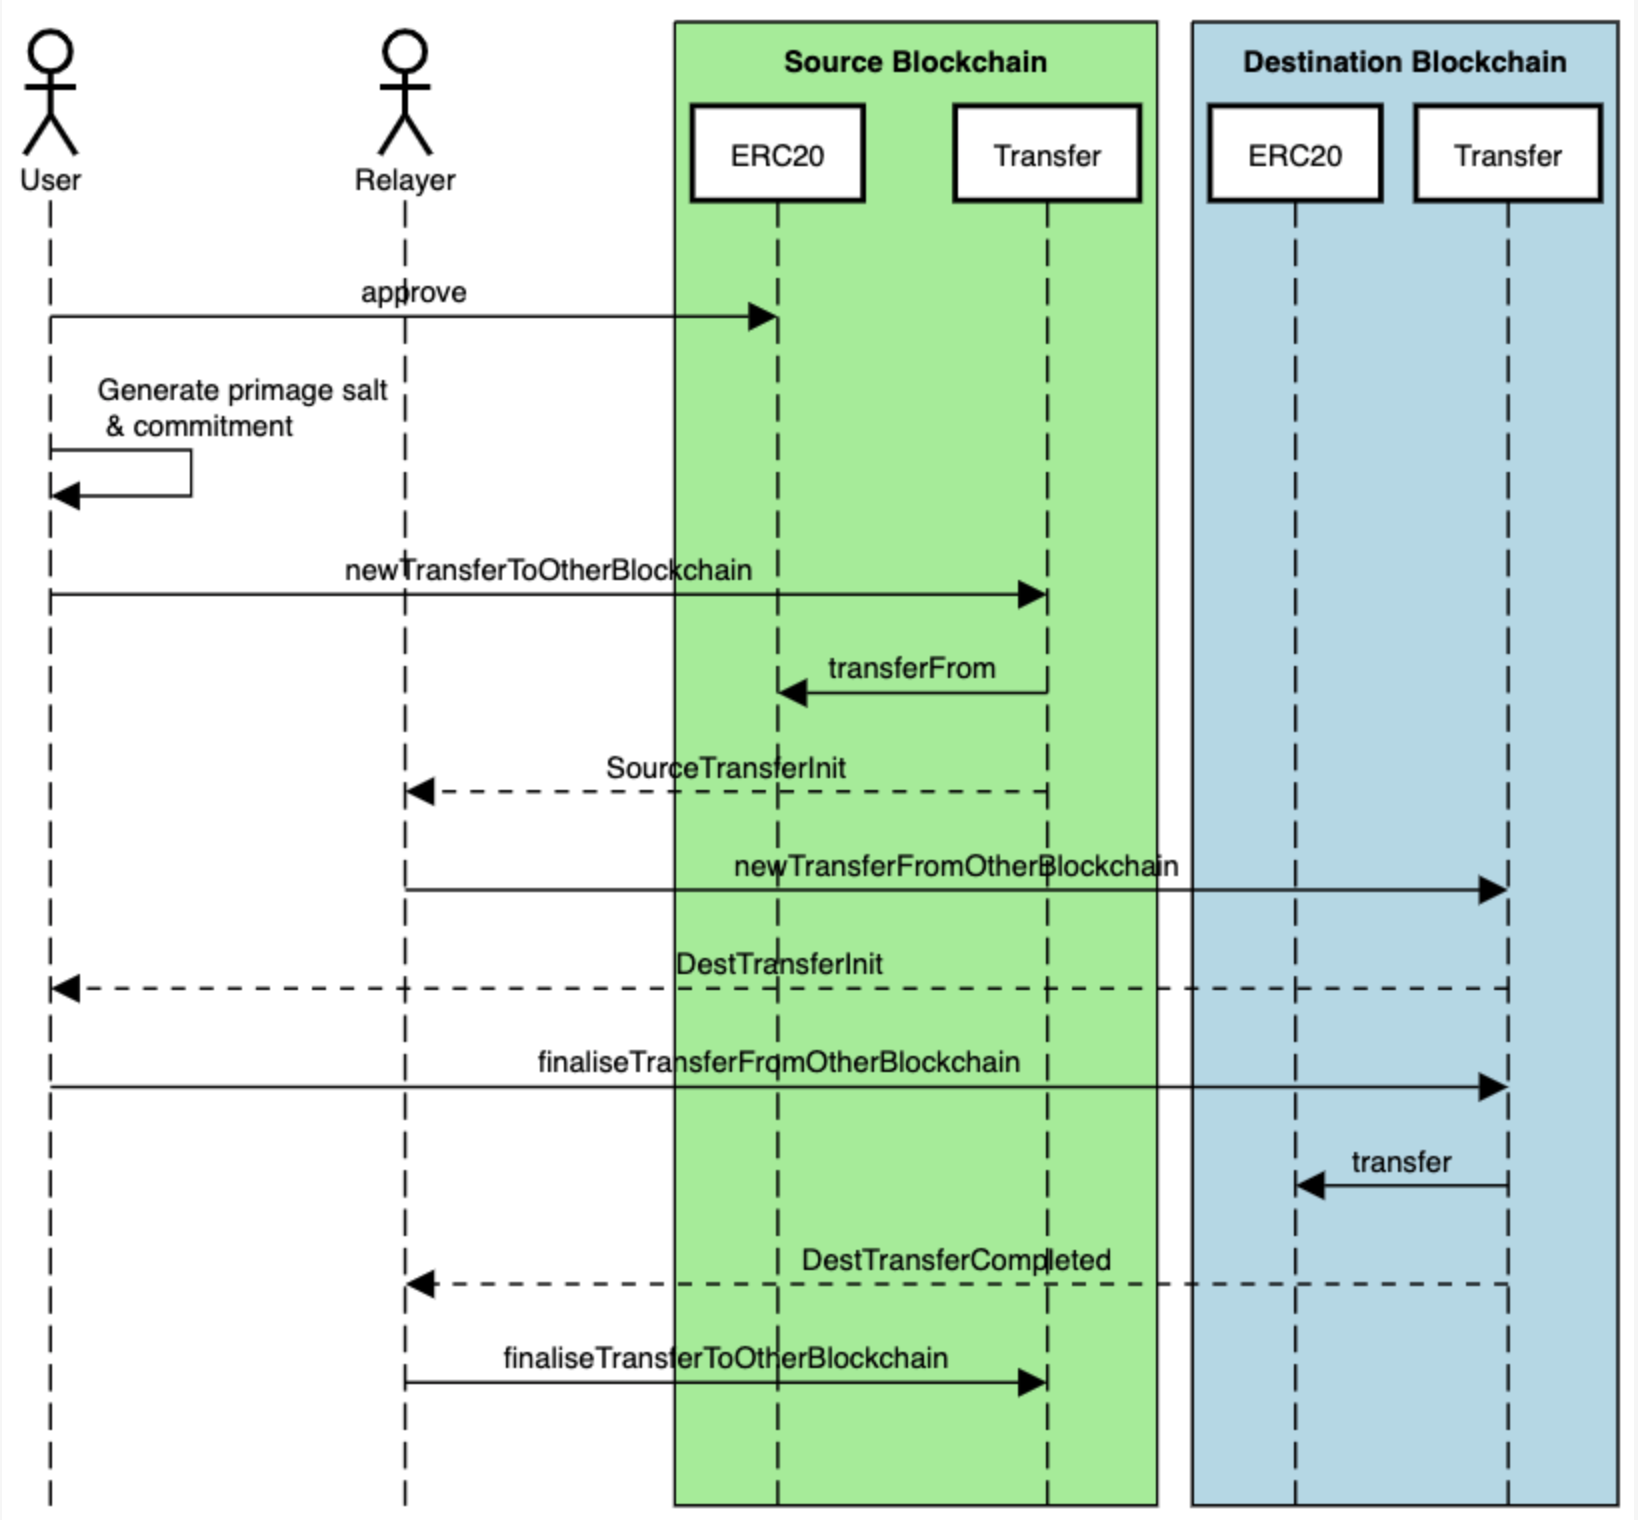 Source Blockchain
Destination Blockchain
ERC20
Transfer
ERC20
Transfer
User
Relayer
approve
Generate primage salt
& commitment
newTransferToOtherBlockchain
transferFrom
SourceTransferInit
newTransferFromOtherBlockchain
DestTransferInit
finaliseTransferFromOtherBlockchain
transfer
DestTransferCompleted
finaliseTransferToOtherBlockchain